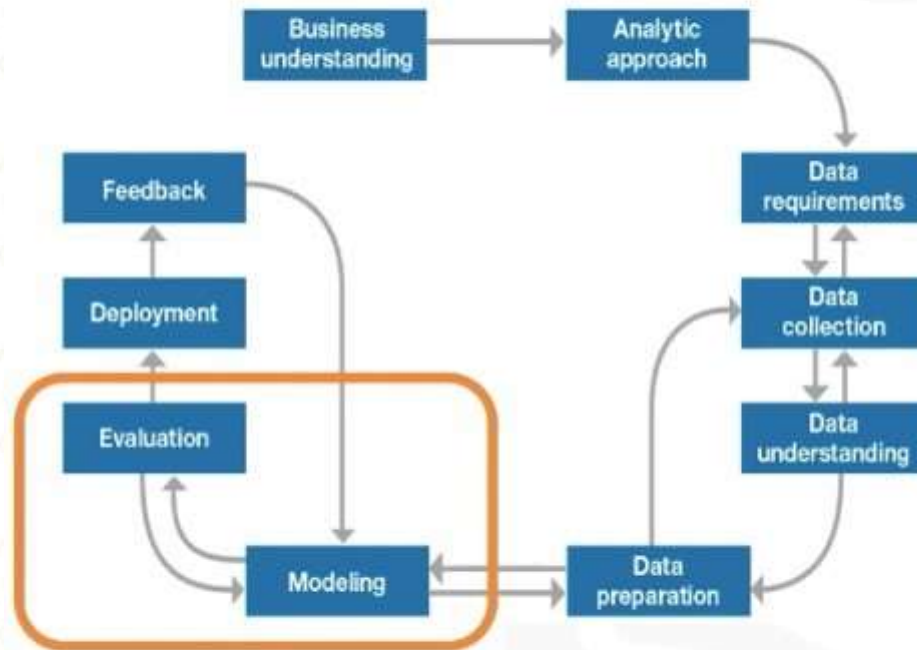 Business
understanding
Analytic
approach
Feedback
Data
requirements
Deployment
Data
collection
Evaluation
Data
understanding
Modeling
Data
preparation